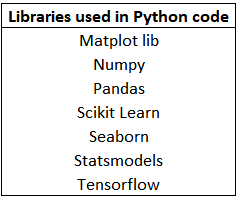 Libraries used in Python code
Matplot lib
Numpy
Pandas
Scikit Learn
Seaborn
Statsmodels
Tensorflow